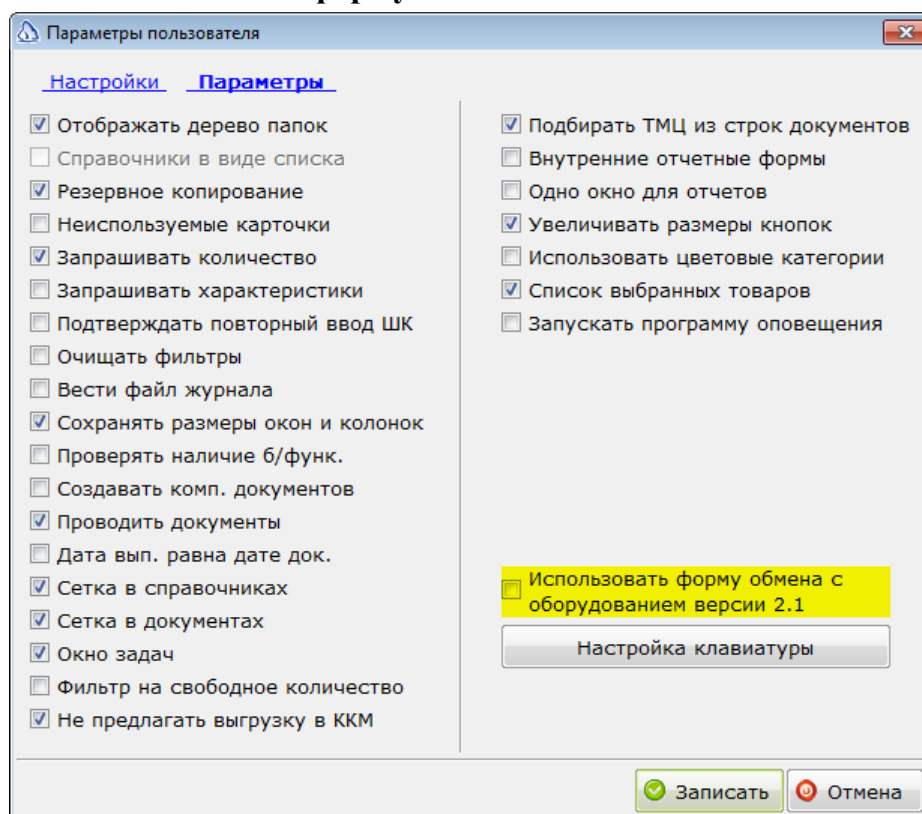 Параметры пользователя
Настройки Параметры
Отображать дерево папок
Справочники в виде списка
Резервное копирование
Неиспользуемые карточки
Запрашивать количество
Запрашивать характеристики
Подтверждать повторный ввод ШК
Очищать фильтры
Вести файл журнала
Сохранять размеры окон и колонок
Проверять наличие б/функ.
Создавать комп. документов
Проводить документы
Дата вып. равна дате док.
Сетка в справочниках
Сетка в документах
Окно задач
Фильтр на свободное количество
Не предлагать выгрузку в ККМ
Подбирать ТМЦ из строк документов
Внутренние отчетные формы
Одно окно для отчетов
Увеличивать размеры кнопок
Использовать цветовые категории
Список выбранных товаров
Запускать программу оповещения
Использовать форму обмена с
оборудованием версии 2.1
Настройка клавиатуры
Записать Отмена